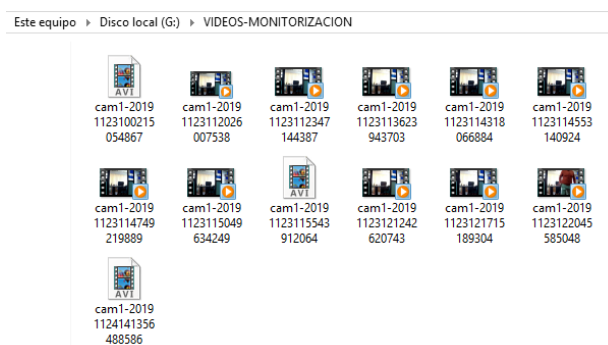 Este equipo ▸ Disco local (G:) ▸ VIDEOS-MONITORIZACION
AVI
cam1-2019 cam1-2019 cam1-2019 cam1-2019 cam1-2019 cam1-2019
1123100215 1123112026 1123112347 1123113623 1123114318 1123114553
054867 007538 144387 943703 066884 140924
AVI
cam1-2019 cam1-2019 cam1-2019 cam1-2019 cam1-2019 cam1-2019
1123114749 1123115049 1123115543 1123121242 1123121715 1123122045
219889 634249 912064 620743 189304 585048
AVI
cam1-2019
1124141356
488586